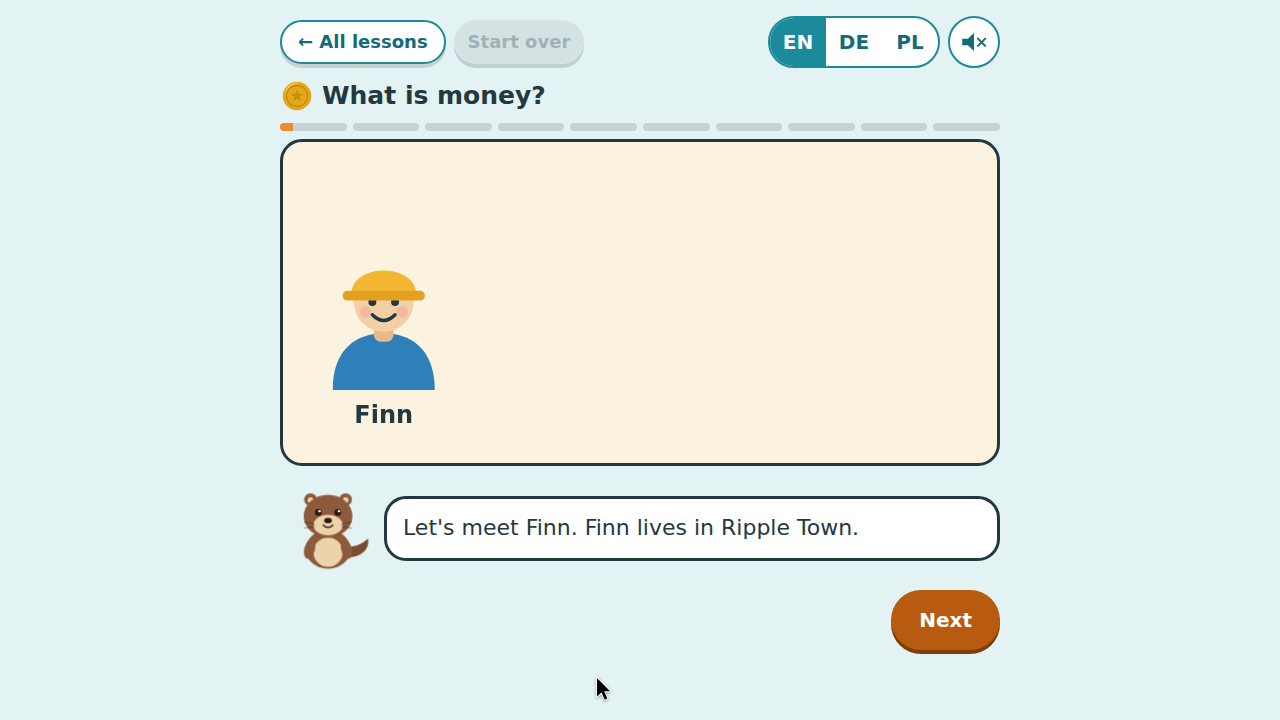 ← All lessons
Start over
EN DE PL
What is money?
Finn
Let's meet Finn. Finn lives in Ripple Town.
Next